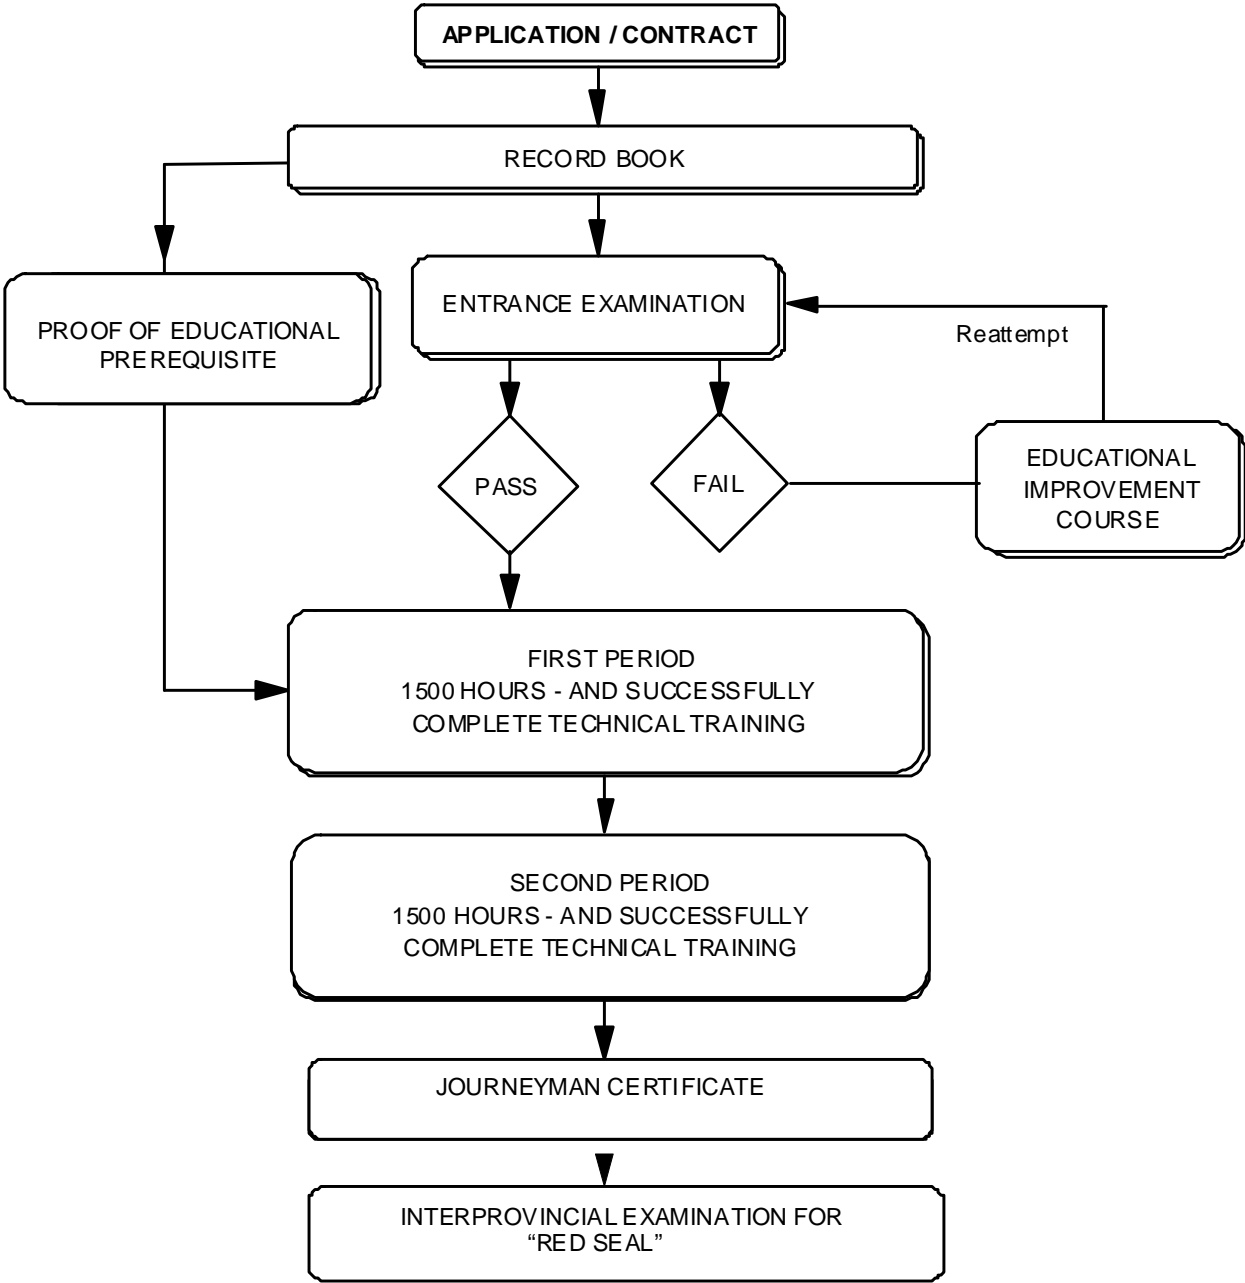 APPLICATION / CONTRACT
RECORD BOOK
ENTRANCE EXAMINATION
PROOF OF EDUCATIONAL
PREREQUISITE
Reattempt
PASS
FAIL
EDUCATIONAL
IMPROVEMENT
COURSE
FIRST PERIOD
1500 HOURS - AND SUCCESSFULLY
COMPLETE TECHNICAL TRAINING
SECOND PERIOD
1500 HOURS - AND SUCCESSFULLY
COMPLETE TECHNICAL TRAINING
JOURNEYMAN CERTIFICATE
INTERPROVINCIAL EXAMINATION FOR
“RED SEAL”